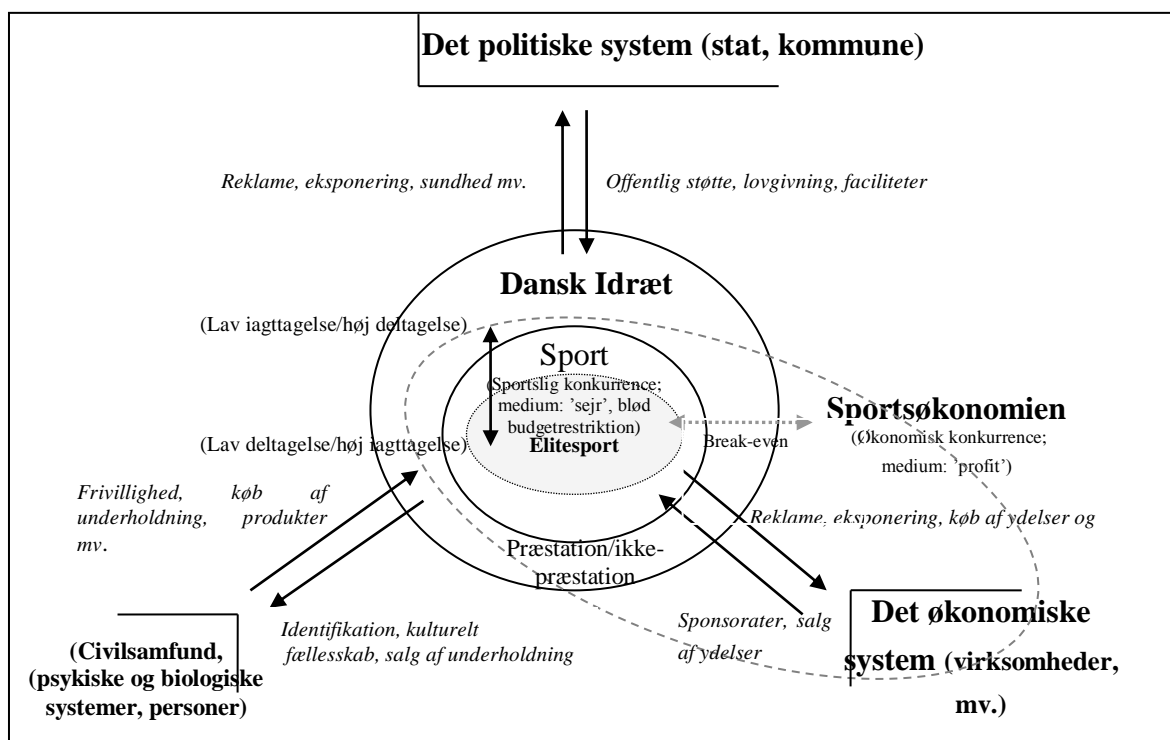 Det politiske system (stat, kommune)
Reklame, eksponering, sundhed mv.
Offentlig støtte, lovgivning, faciliteter
Dansk Idræt
(Lav iagttagelse/høj deltagelse)
Sport
(Sportslig konkurrence;
medium: ’sejr’, blød
budgetrestriktion)
Elitesport
(Lav deltagelse/høj iagttagelse)
Break-even
Sportsøkonomien
(Økonomisk konkurrence;
medium: ’profit’)
Frivillighed, køb af
underholdning, produkter
mv.
Reklame, eksponering, køb af ydelser og
Præstation/ikke-
præstation
Identifikation, kulturelt
fællesskab, salg af underholdning
Sponsorater, salg
af ydelser
(Civilsamfund,
(psykiske og biologiske
systemer, personer)
Det økonomiske
system (virksomheder,
mv.)